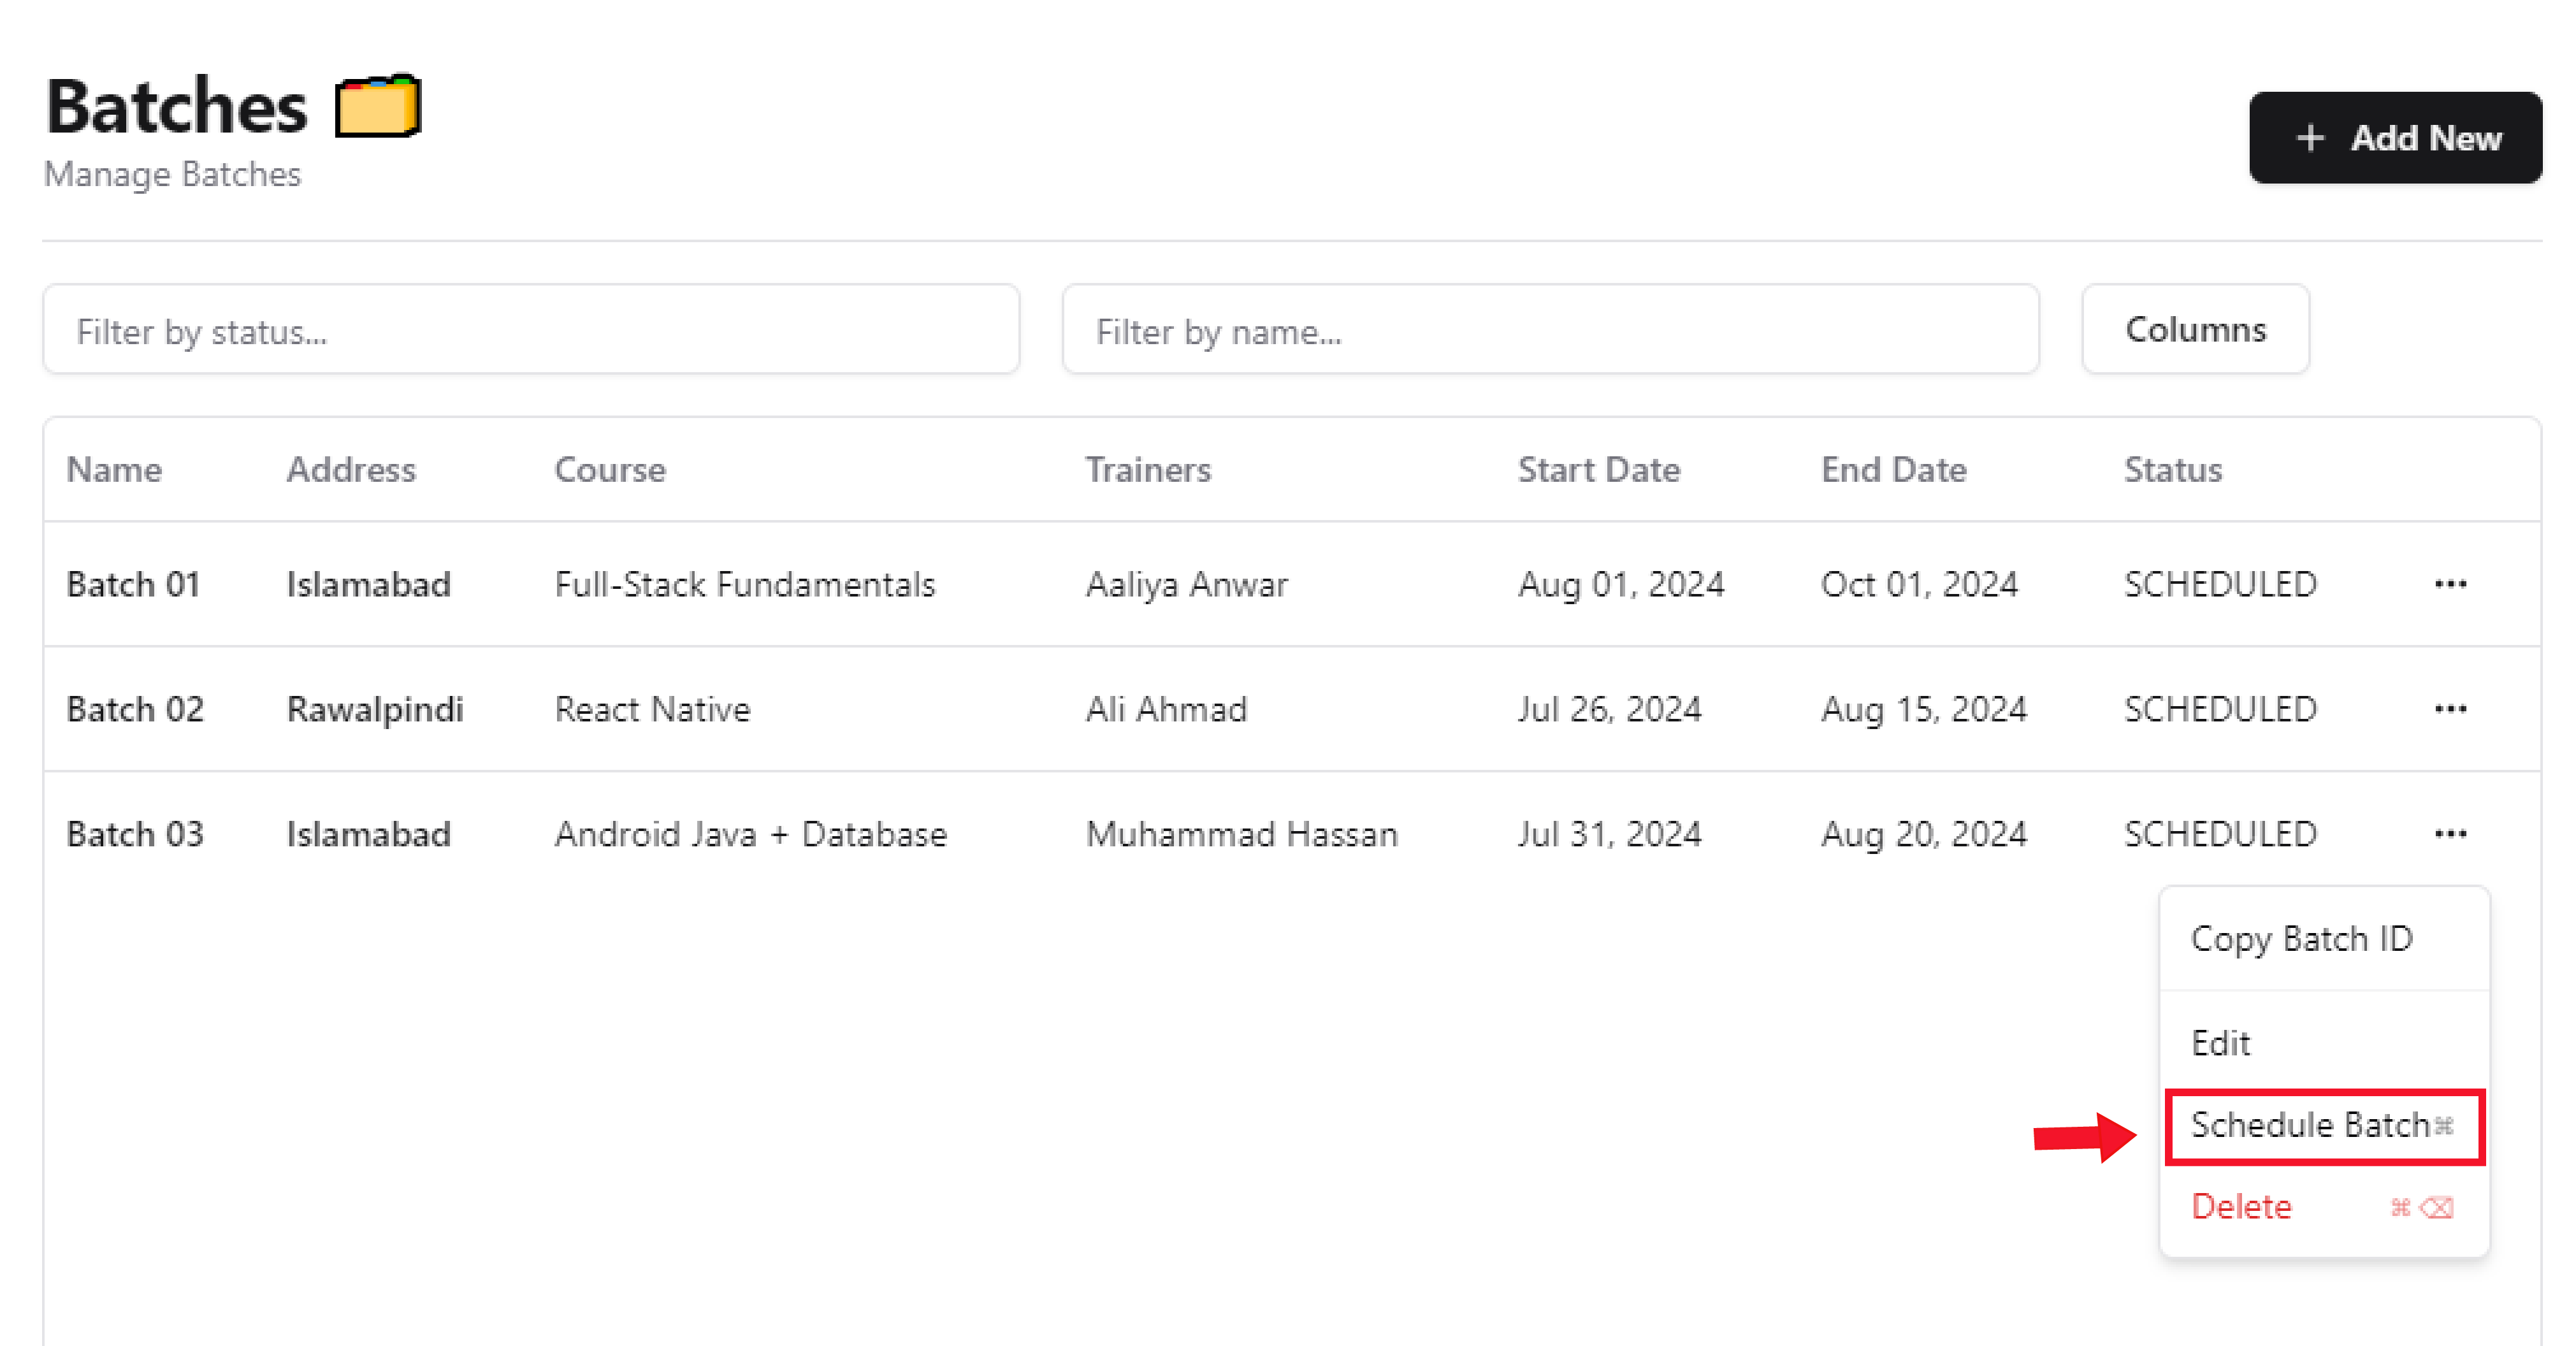 Batches
Manage Batches
+ Add New
Filter by status...
Filter by name...
Columns
Name Address Course Trainers Start Date End Date Status
Batch 01 Islamabad Full-Stack Fundamentals Aaliya Anwar Aug 01, 2024 Oct 01, 2024 SCHEDULED ...
Batch 02 Rawalpindi React Native Ali Ahmad Jul 26, 2024 Aug 15, 2024 SCHEDULED ...
Batch 03 Islamabad Android Java + Database Muhammad Hassan Jul 31, 2024 Aug 20, 2024 SCHEDULED ...
Copy Batch ID
Edit
Schedule Batch⌘
Delete ⌘⌫